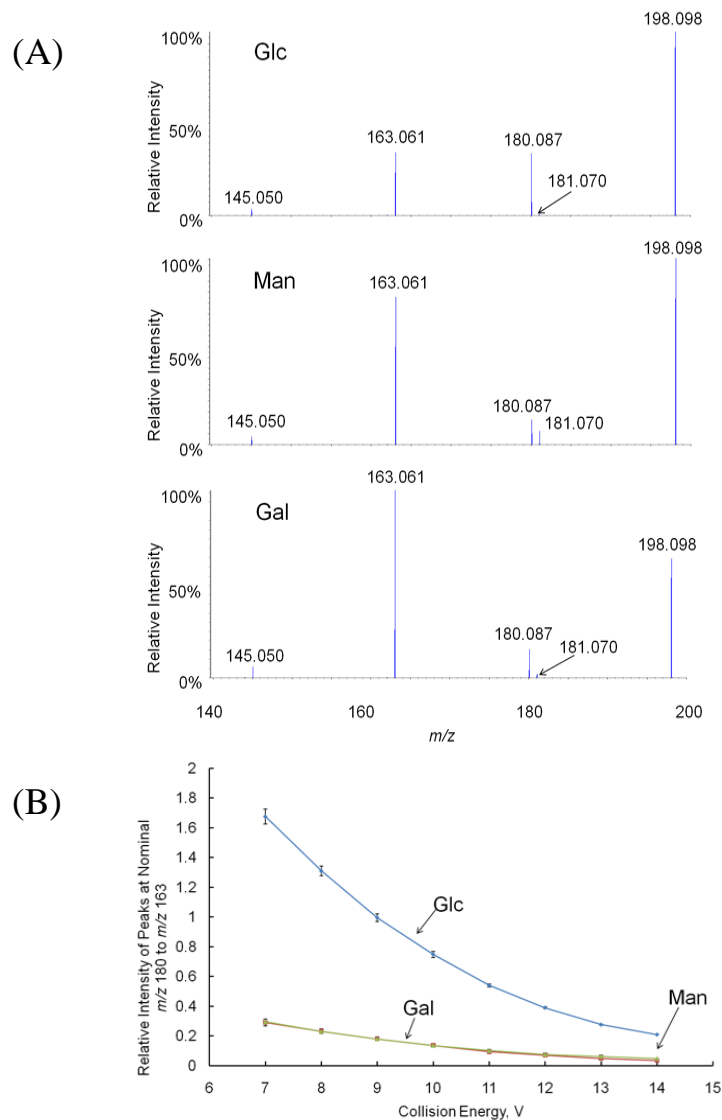 (A)
Glc
Relative Intensity
100%
50%
0%
145.050
163.061
180.087
181.070
198.098
Man
Relative Intensity
100%
50%
0%
145.050
163.061
180.087
181.070
198.098
Gal
Relative Intensity
100%
50%
0%
145.050
163.061
180.087
181.070
198.098
140 160 180 200
m/z
(B)
Relative Intensity of Peaks at Nominal
m/z 180 to m/z 163
2
1.8
1.6
1.4
1.2
1
0.8
0.6
0.4
0.2
0
Glc
Gal
Man
6 7 8 9 10 11 12 13 14 15
Collision Energy, V